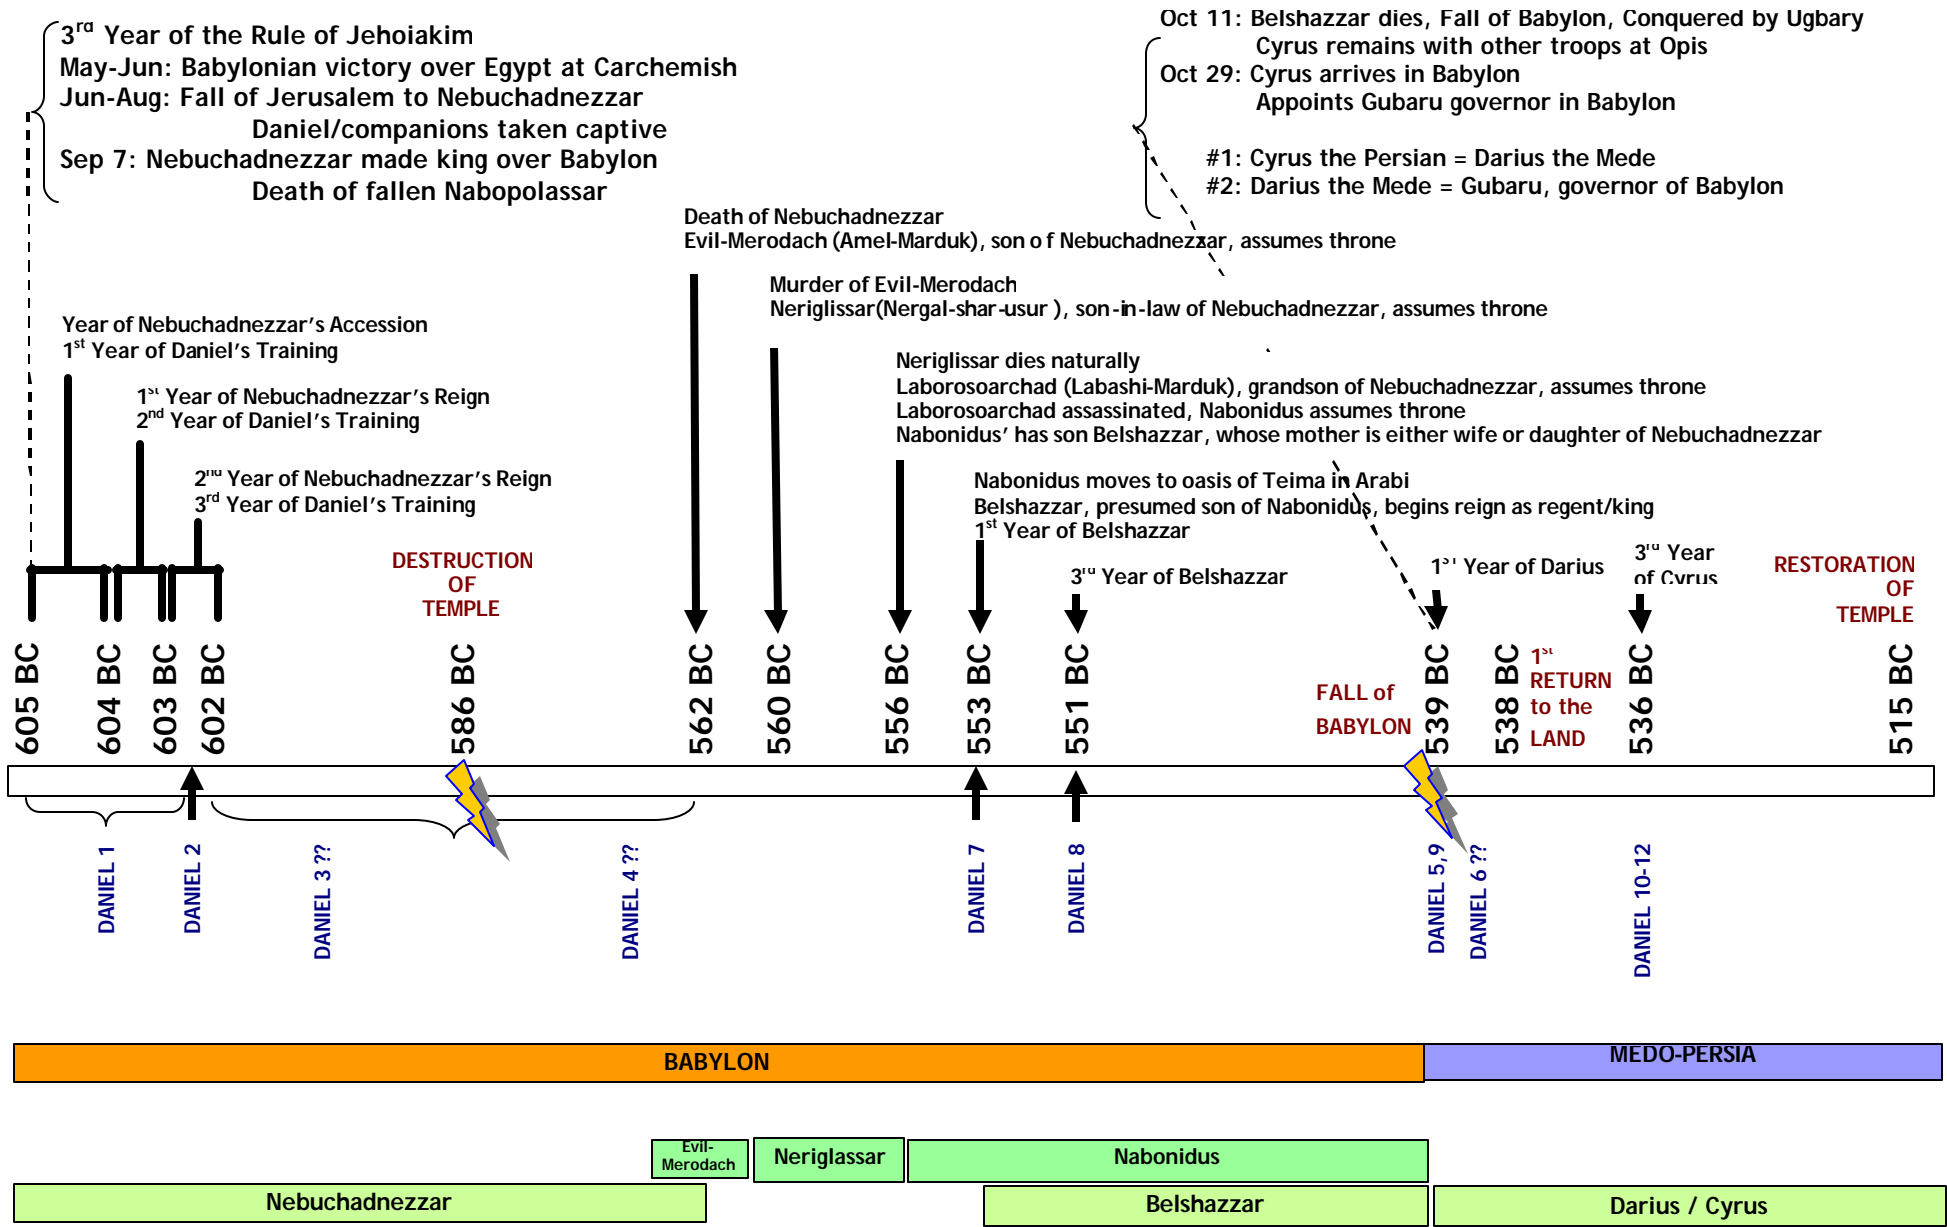 3rd Year of the Rule of Jehoiakim
May-Jun: Babylonian victory over Egypt at Carchemish
Jun-Aug: Fall of Jerusalem to Nebuchadnezzar
Daniel/companions taken captive
Sep 7: Nebuchadnezzar made king over Babylon
Death of fallen Nabopolassar
Oct 11: Belshazzar dies, Fall of Babylon, Conquered by Ugbary
Cyrus remains with other troops at Opis
Oct 29: Cyrus arrives in Babylon
Appoints Gubaru governor in Babylon
#1: Cyrus the Persian = Darius the Mede
#2: Darius the Mede = Gubaru, governor of Babylon
Death of Nebuchadnezzar
Evil-Merodach (Amel-Marduk), son of Nebuchadnezzar, assumes throne
Murder of Evil-Merodach
Neriglissar(Nergal-shar-usur ), son-in-law of Nebuchadnezzar, assumes throne
Year of Nebuchadnezzar's Accession
1st Year of Daniel's Training
Neriglissar dies naturally
Laborosoarchad (Labashi-Marduk), grandson of Nebuchadnezzar, assumes throne
Laborosoarchad assassinated, Nabonidus assumes throne
Nabonidus' has son Belshazzar, whose mother is either wife or daughter of Nebuchadnezzar
1st Year of Nebuchadnezzar's Reign
2nd Year of Daniel's Training
2nd Year of Nebuchadnezzar's Reign
3rd Year of Daniel's Training
Nabonidus moves to oasis of Teima in Arabi
Belshazzar, presumed son of Nabonidus, begins reign as regent/king
1st Year of Belshazzar
DESTRUCTION
OF
TEMPLE
3rd Year of Belshazzar
1st Year of Darius
3rd Year
of Cyrus
RESTORATION
OF
TEMPLE
605 BC
604 BC
603 BC
602 BC
586 BC
562 BC
560 BC
556 BC
553 BC
551 BC
FALL of
BABYLON
539 BC
538 BC
1st
RETURN
to the
LAND
536 BC
515 BC
DANIEL 1
DANIEL 2
DANIEL 3 ??
DANIEL 4 ??
DANIEL 7
DANIEL 8
DANIEL 5,9
DANIEL 6 ??
DANIEL 10-12
BABYLON
MEDO-PERSIA
Evil-
Merodach
Neriglassar
Nabonidus
Nebuchadnezzar
Belshazzar
Darius / Cyrus